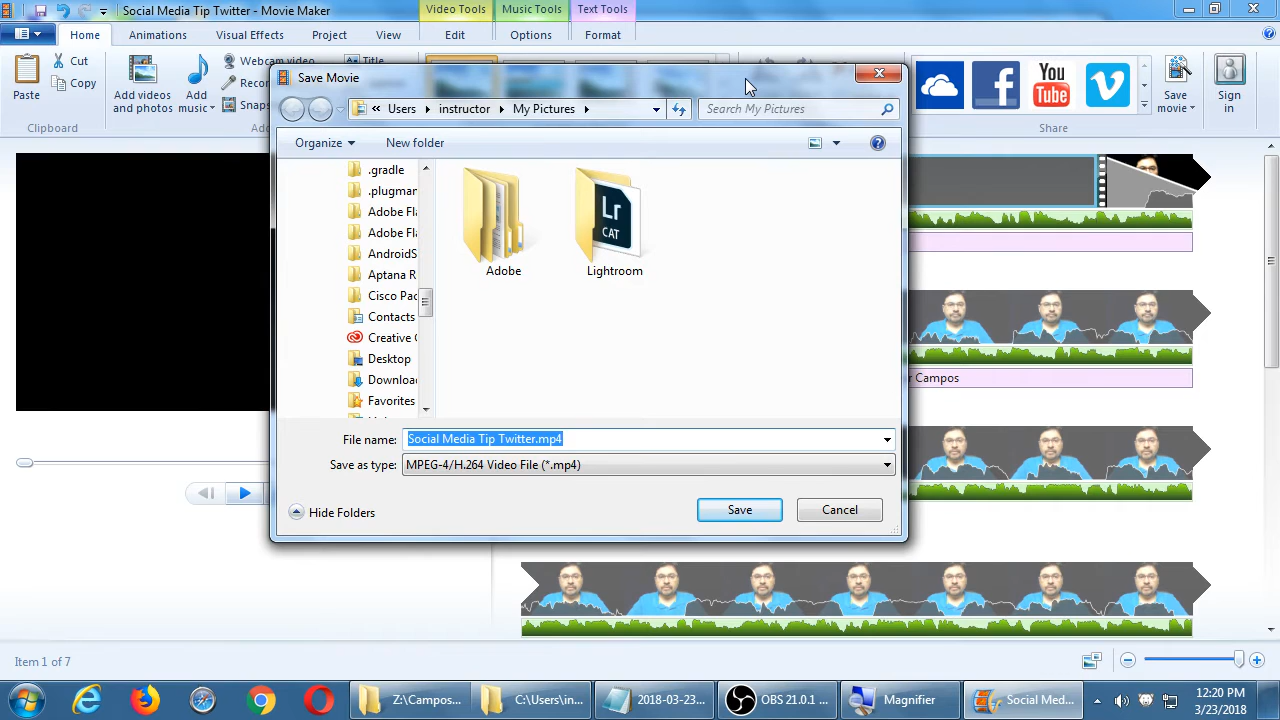 Social Media Tip Twitter - Movie Maker
Video Tools
Music Tools
Text Tools
Home
Animations
Visual Effects
Project
View
Edit
Options
Format
Paste
Cut
Copy
Clipboard
Add videos
and photos
Add
music
Webcam video
Title
Save
movie
Sign
in
Share
You
Tube
Save Movie
Users
instructor
My Pictures
Search My Pictures
Organize
New folder
.gradle
.plugman
Adobe Fl
Adobe Fl
AndroidS
Aptana R
Cisco Pac
Contacts
Creative C
Desktop
Downloa
Favorites
Lr
CAT
Adobe
Lightroom
File name:
Social Media Tip Twitter.mp4
Save as type:
MPEG-4/H.264 Video File (*.mp4)
Hide Folders
Save
Cancel
r Campos
Item 1 of 7
Z:\Campos...
C:\Users\in...
2018-03-23...
OBS 21.0.1 ...
Magnifier
Social Med...
12:20 PM
3/23/2018